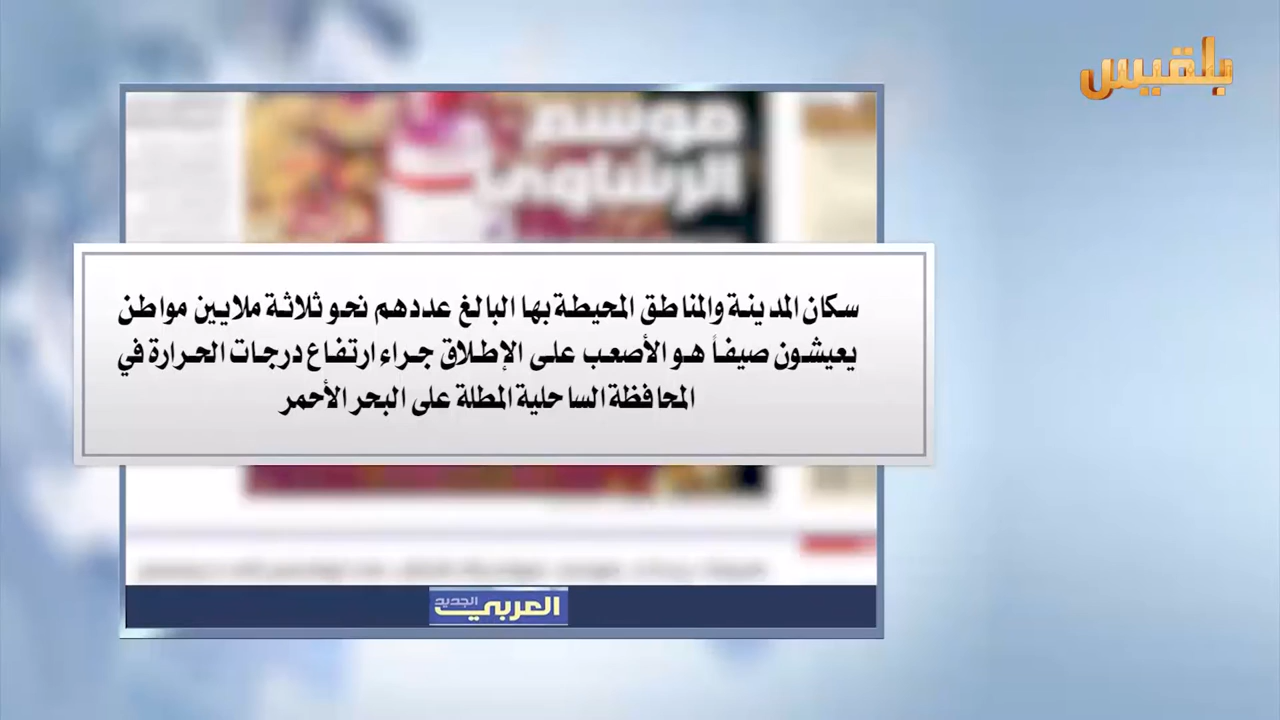 بلقيس
موسم
الرشاوي
سكان المدينة والمناطق المحيطة بها البالغ عددهم نحو ثلاثة ملايين مواطن
يعيشون صيفاً هو الأصعب على الإطلاق جراء ارتفاع درجات الحرارة في
المحافظة الساحلية المطلة على البحر الأحمر
العربي الجديد